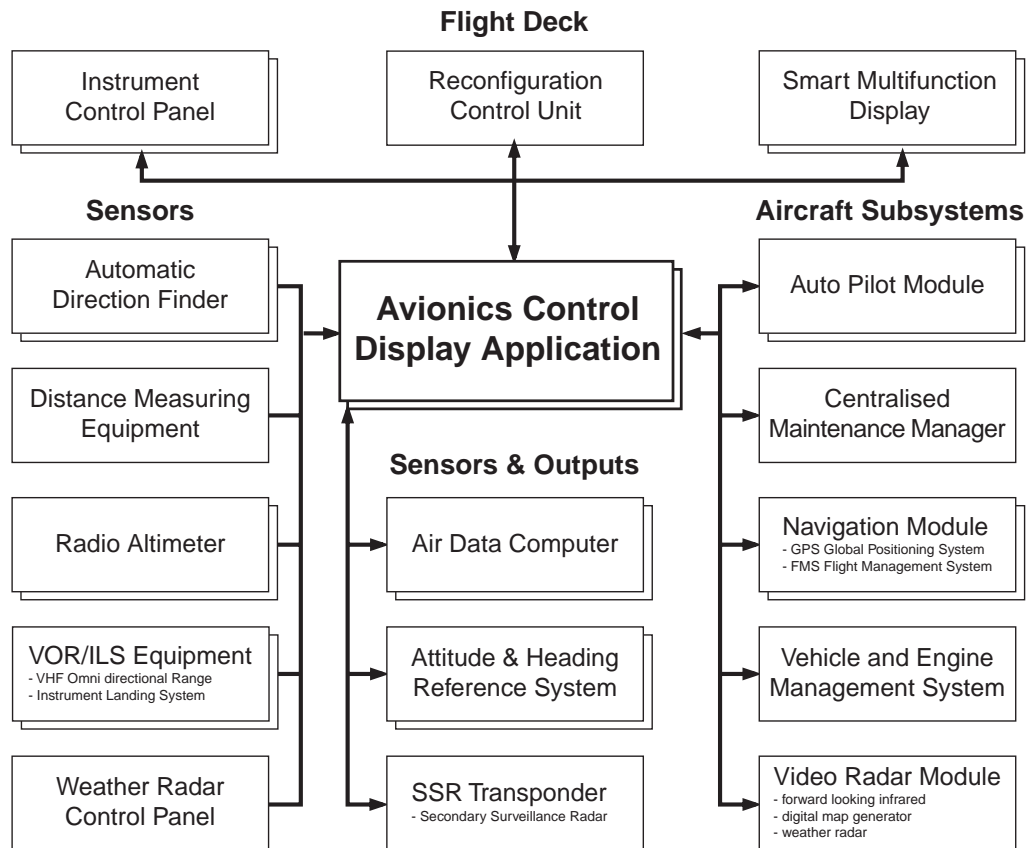 Flight Deck
Instrument
Control Panel
Reconfiguration
Control Unit
Smart Multifunction
Display
Sensors
Aircraft Subsystems
Automatic
Direction Finder
Distance Measuring
Equipment
Radio Altimeter
VOR/ILS Equipment
- VHF Omni directional Range
- Instrument Landing System
Weather Radar
Control Panel
Avionics Control
Display Application
Sensors & Outputs
Air Data Computer
Attitude & Heading
Reference System
SSR Transponder
- Secondary Surveillance Radar
Auto Pilot Module
Centralised
Maintenance Manager
Navigation Module
- GPS Global Positioning System
- FMS Flight Management System
Vehicle and Engine
Management System
Video Radar Module
- forward looking infrared
- digital map generator
- weather radar